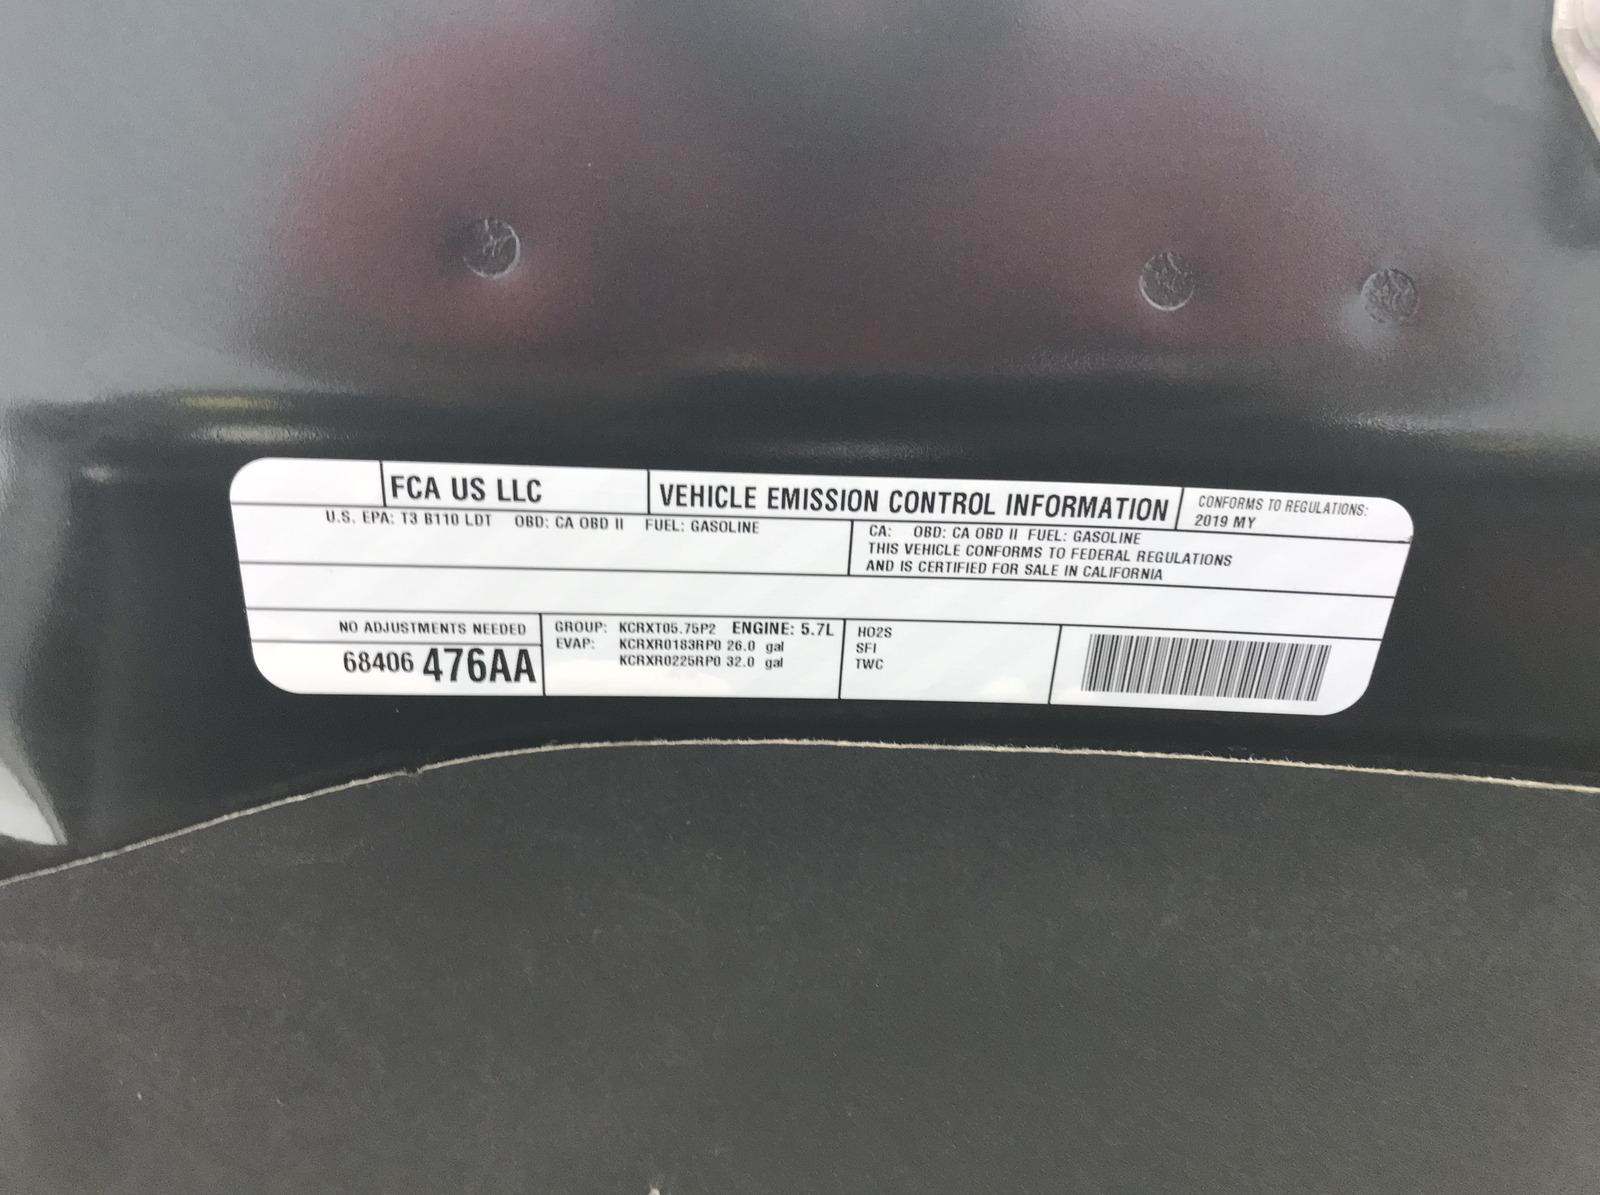 FCA US LLC
VEHICLE EMISSION CONTROL INFORMATION
CONFORMS TO REGULATIONS:
2019 MY
U.S. EPA: T3 B110 LDT OBD: CA OBD II FUEL: GASOLINE
CA: OBD: CA OBD II FUEL: GASOLINE
THIS VEHICLE CONFORMS TO FEDERAL REGULATIONS
AND IS CERTIFIED FOR SALE IN CALIFORNIA
NO ADJUSTMENTS NEEDED
68406 476AA
GROUP: KCRXT05.75P2 ENGINE: 5.7L
EVAP: KCRXR0183RP0 26.0 gal
KCRXR0225RP0 32.0 gal
HO2S
SFI
TWC